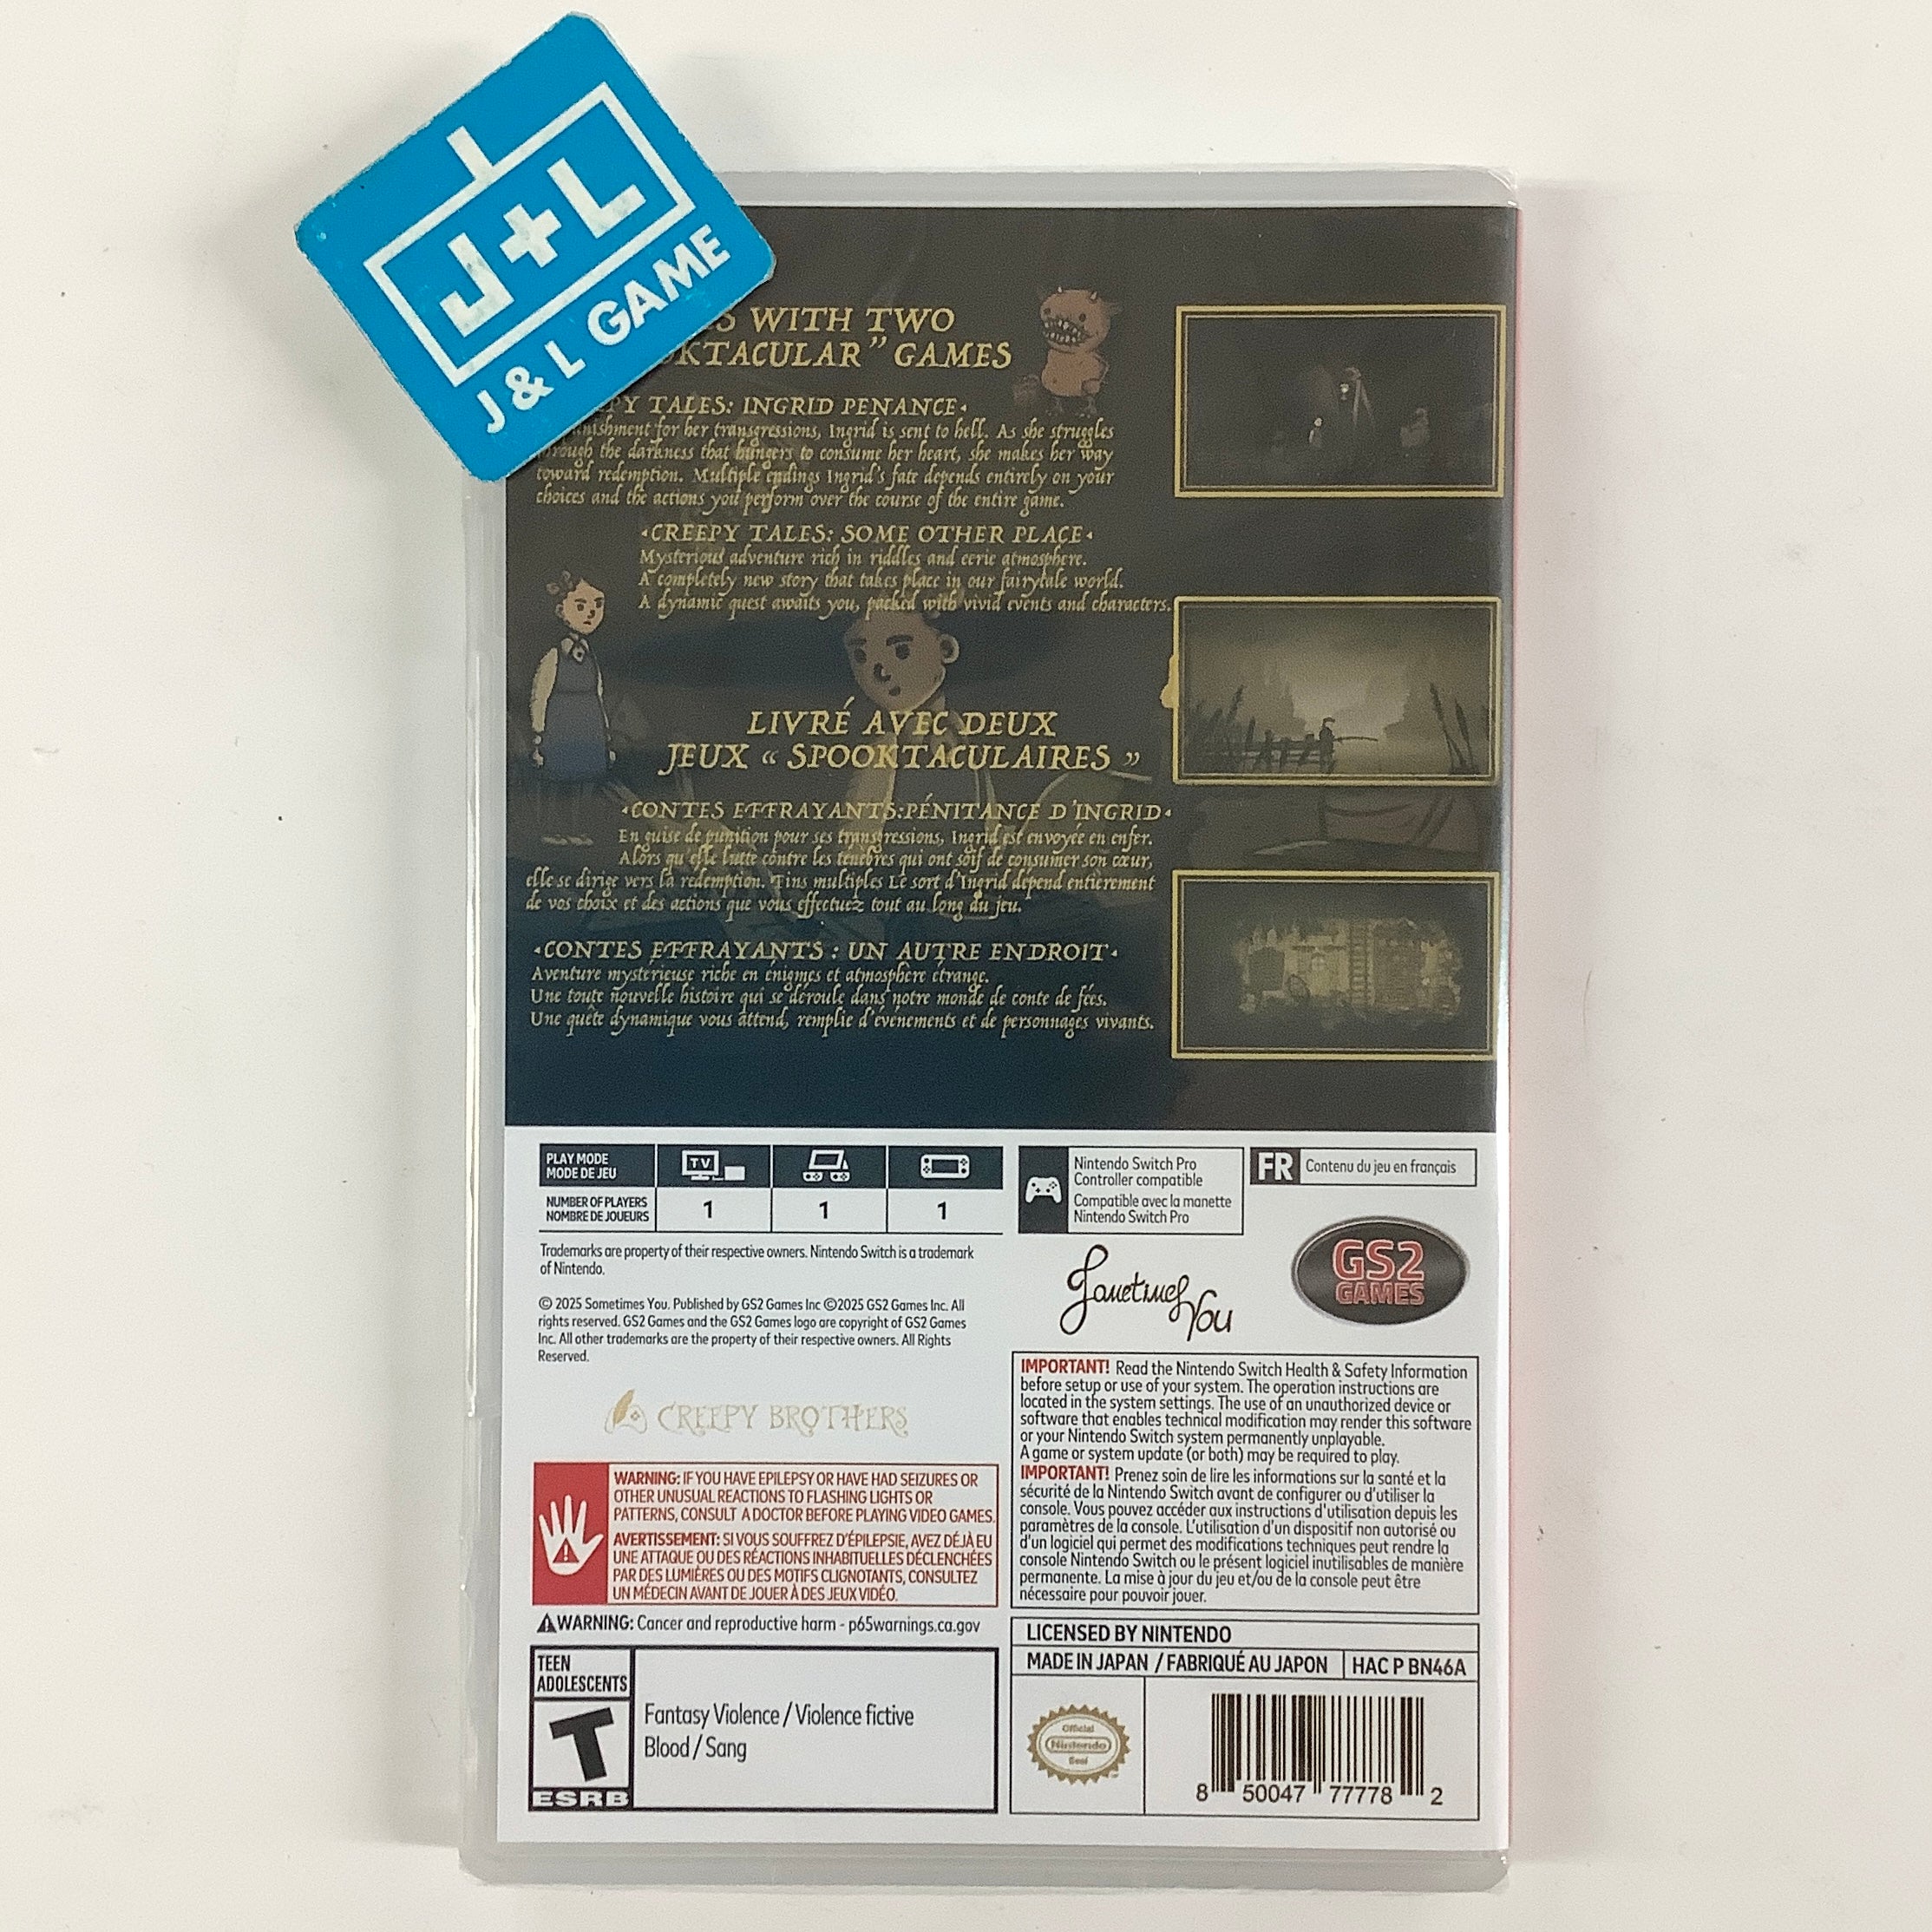 J+L
J & L GAME
WITH TWO
GAMES
TALES: INGRID PENANCE
for her transgressions, Ingrid is sent to hell. As she struggles
through the darkness that hungers to consume her heart, she makes her way
toward redemption. Multiple endings Ingrid's fate depends entirely on your
choices and the actions you perform over the course of the entire game.
CREEPY TALES: SOME OTHER PLACE
Mysterious adventure rich in riddles and eerie atmosphere.
A completely new story that takes place in our fairytale world.
A dynamic quest awaits you, packed with vivid events and characters.
LIVRÉ AVEC DEUX
JEUX « SPOOKTACULAIRES »
CONTES EFFRAYANTS:PÉNITANCE D'INGRID
En guise de punition pour ses transgressions, Ingrid est envoyée en enfer.
Alors qu'elle lutte contre les ténèbres qui ont soif de consumer son cœur,
elle se dirige vers la rédemption. Fins multiples Le sort d'Ingrid dépend entièrement
de vos choix et des actions que vous effectuez tout au long du jeu.
CONTES EFFRAYANTS : UN AUTRE ENDROIT
Aventure mystérieuse riche en énigmes et atmosphère étrange.
Une toute nouvelle histoire qui se déroule dans notre monde de conte de fées.
Une quête dynamique vous attend, remplie d'événements et de personnages vivants.
PLAY MODE
MODE DE JEU
TV
NUMBER OF PLAYERS
NOMBRE DE JOUEURS
1 1 1
Nintendo Switch Pro
Controller compatible
Compatible avec la manette
Nintendo Switch Pro
FR Contenu du jeu en français
Trademarks are property of their respective owners. Nintendo Switch is a trademark
of Nintendo.
© 2025 Sometimes You. Published by GS2 Games Inc ©2025 GS2 Games Inc. All
rights reserved. GS2 Games and the GS2 Games logo are copyright of GS2 Games
Inc. All other trademarks are the property of their respective owners. All Rights
Reserved.
Sometimes
You
GS2
GAMES
CREEPY BROTHERS
WARNING: IF YOU HAVE EPILEPSY OR HAVE HAD SEIZURES OR
OTHER UNUSUAL REACTIONS TO FLASHING LIGHTS OR
PATTERNS, CONSULT A DOCTOR BEFORE PLAYING VIDEO GAMES.
AVERTISSEMENT: SI VOUS SOUFFREZ D'ÉPILEPSIE, AVEZ DÉJÀ EU
UNE ATTAQUE OU DES RÉACTIONS INHABITUELLES DÉCLENCHÉES
PAR DES LUMIÈRES OU DES MOTIFS CLIGNOTANTS, CONSULTEZ
UN MÉDECIN AVANT DE JOUER À DES JEUX VIDÉO.
WARNING: Cancer and reproductive harm - p65warnings.ca.gov
TEEN
ADOLESCENTS
T
ESRB
Fantasy Violence / Violence fictive
Blood / Sang
IMPORTANT! Read the Nintendo Switch Health & Safety Information
before setup or use of your system. The operation instructions are
located in the system settings. The use of an unauthorized device or
software that enables technical modification may render this software
or your Nintendo Switch system permanently unplayable.
A game or system update (or both) may be required to play.
IMPORTANT! Prenez soin de lire les informations sur la santé et la
sécurité de la Nintendo Switch avant de configurer ou d'utiliser la
console. Vous pouvez accéder aux instructions d'utilisation depuis les
paramètres de la console. L'utilisation d'un dispositif non autorisé ou
d'un logiciel qui permet des modifications techniques peut rendre la
console Nintendo Switch ou le présent logiciel inutilisables de manière
permanente. La mise à jour du jeu et/ou de la console peut être
nécessaire pour pouvoir jouer.
LICENSED BY NINTENDO
MADE IN JAPAN / FABRIQUÉ AU JAPON HAC P BN46A
Official
Nintendo
Seal
8 50047 77778 2